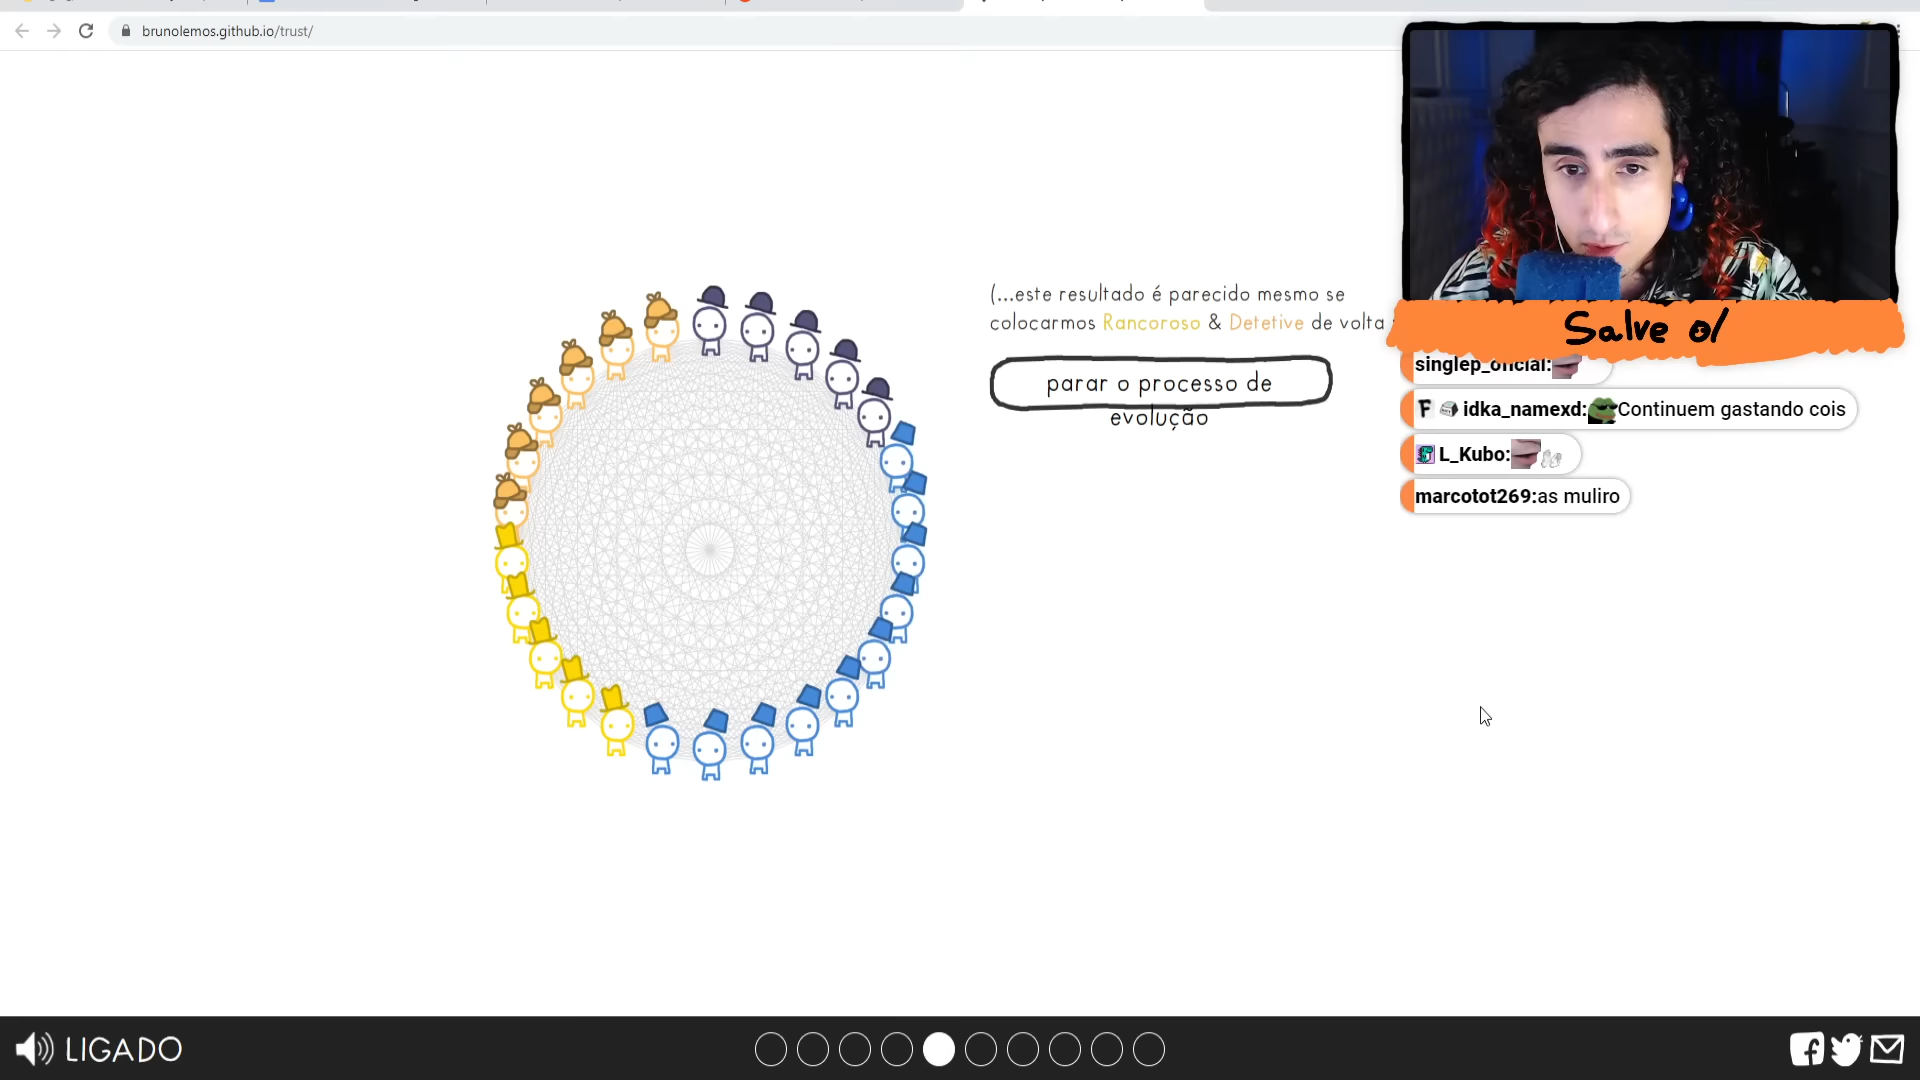 brunolemos.github.io/trust/
(...este resultado é parecido mesmo se
colocarmos Rancoroso & Detetive de volta
parar o processo de
evolução
Salve o/
singlep_oficial:
idka_namexd: Continuem gastando cois
L_Kubo:
marcotot269: as muliro
LIGADO